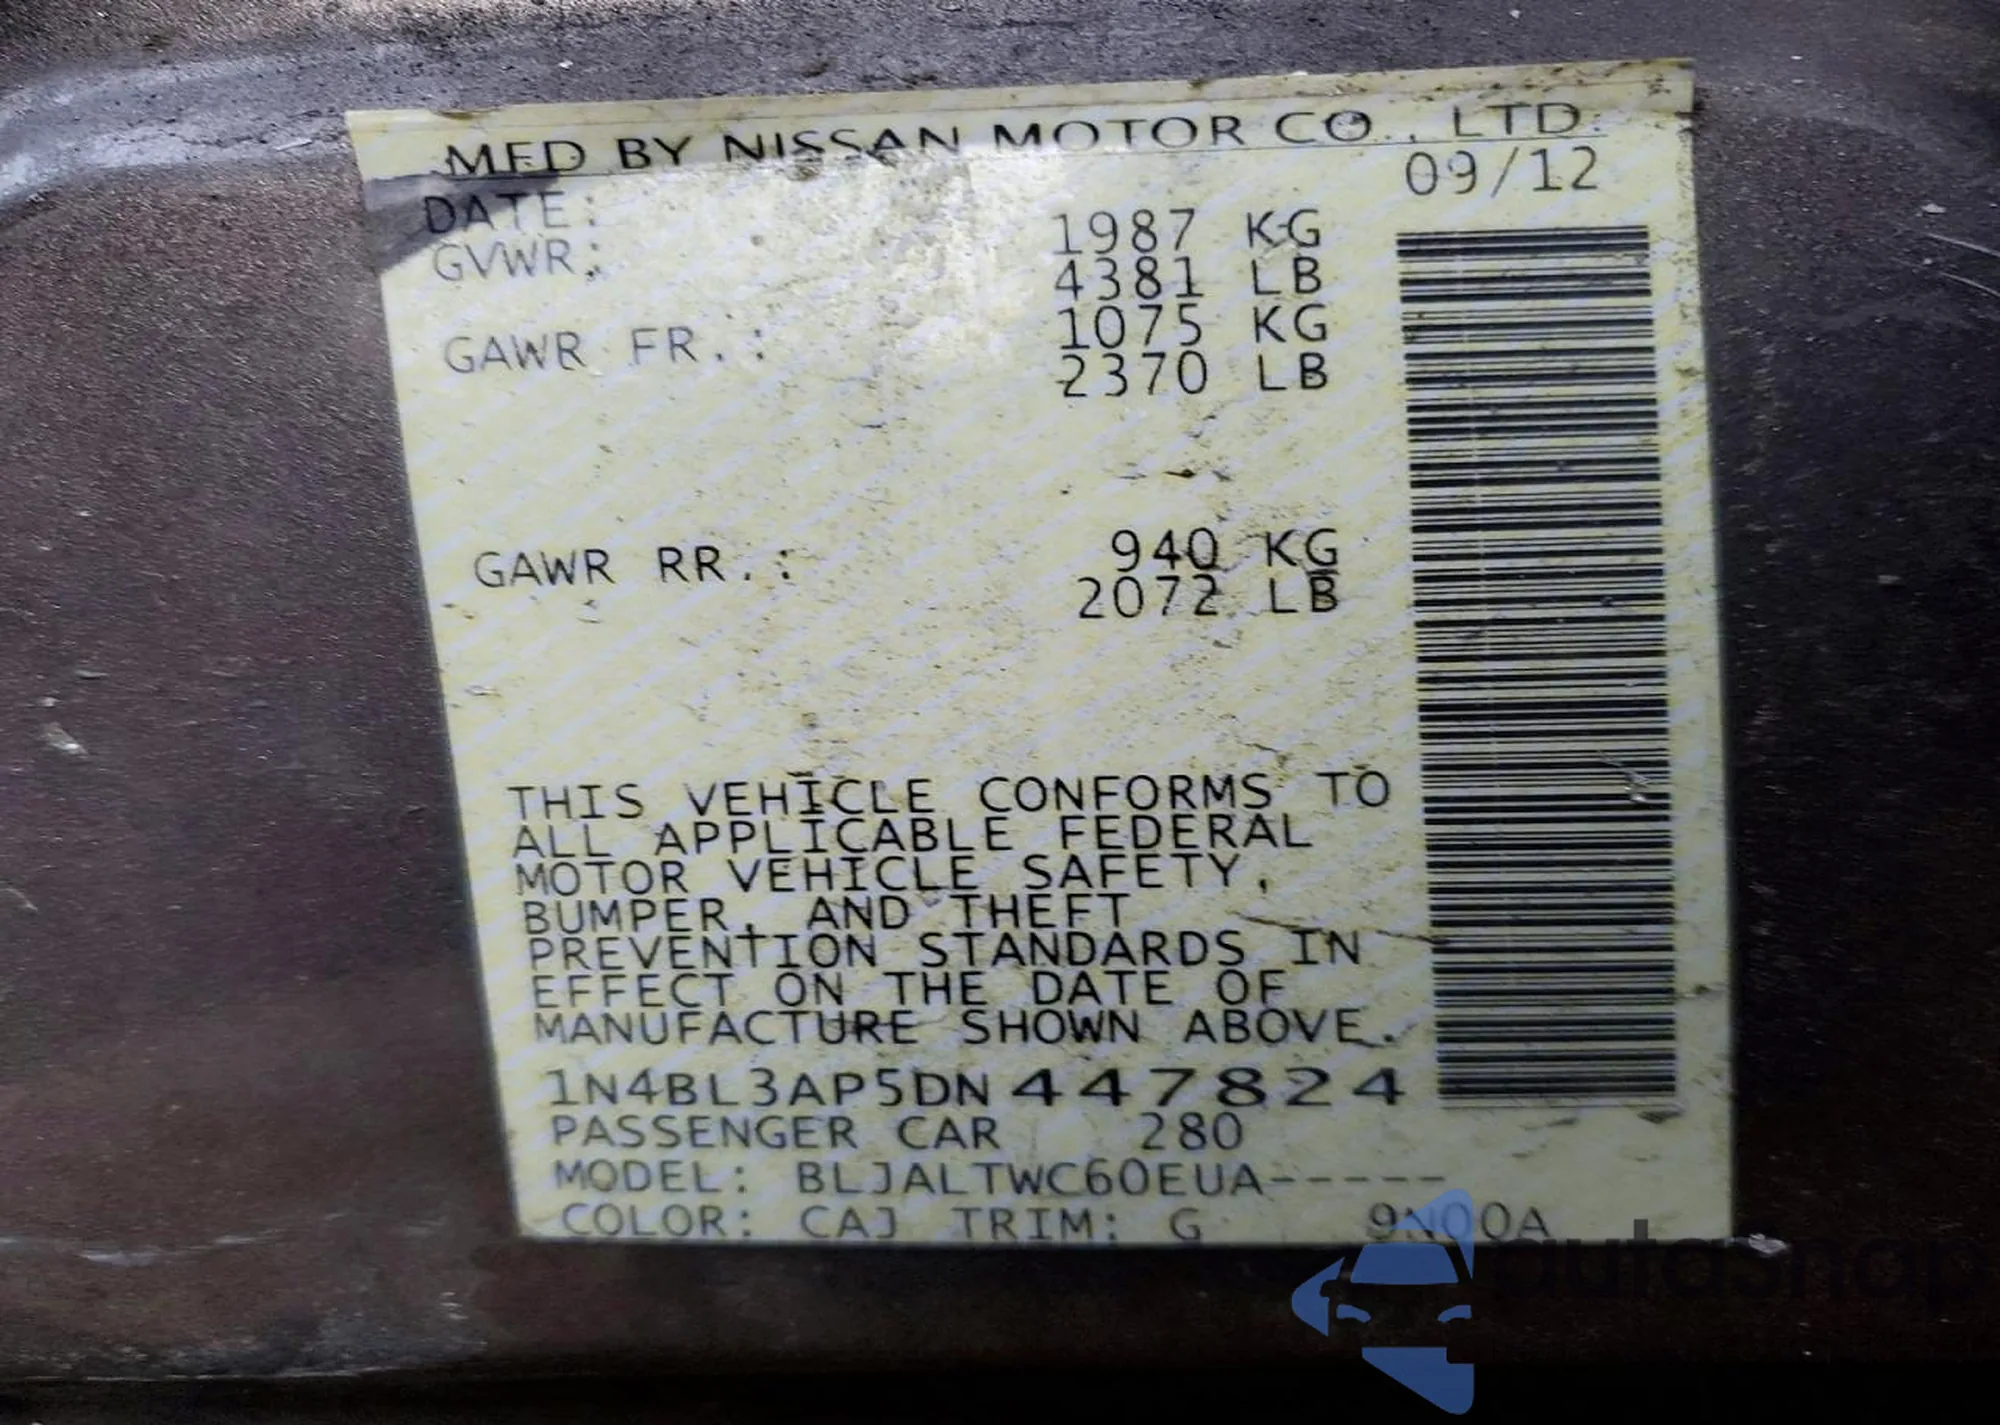 MFD BY NISSAN MOTOR CO., LTD.
DATE: 09/12
GVWR: 1987 KG
4381 LB
GAWR FR.: 1075 KG
2370 LB
GAWR RR.: 940 KG
2072 LB
THIS VEHICLE CONFORMS TO
ALL APPLICABLE FEDERAL
MOTOR VEHICLE SAFETY,
BUMPER, AND THEFT
PREVENTION STANDARDS IN
EFFECT ON THE DATE OF
MANUFACTURE SHOWN ABOVE.
1N4BL3AP5DN447824
PASSENGER CAR 280
MODEL: BLJALTWC60EUA-----
COLOR: CAJ TRIM: G 9N00A
autasnap